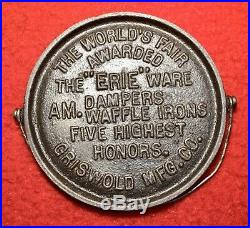 THE WORLD'S FAIR
AWARDED
THE "ERIE" WARE
DAMPERS
AM. WAFFLE IRONS
FIVE HIGHEST
HONORS.
GRISWOLD MFG. CO.